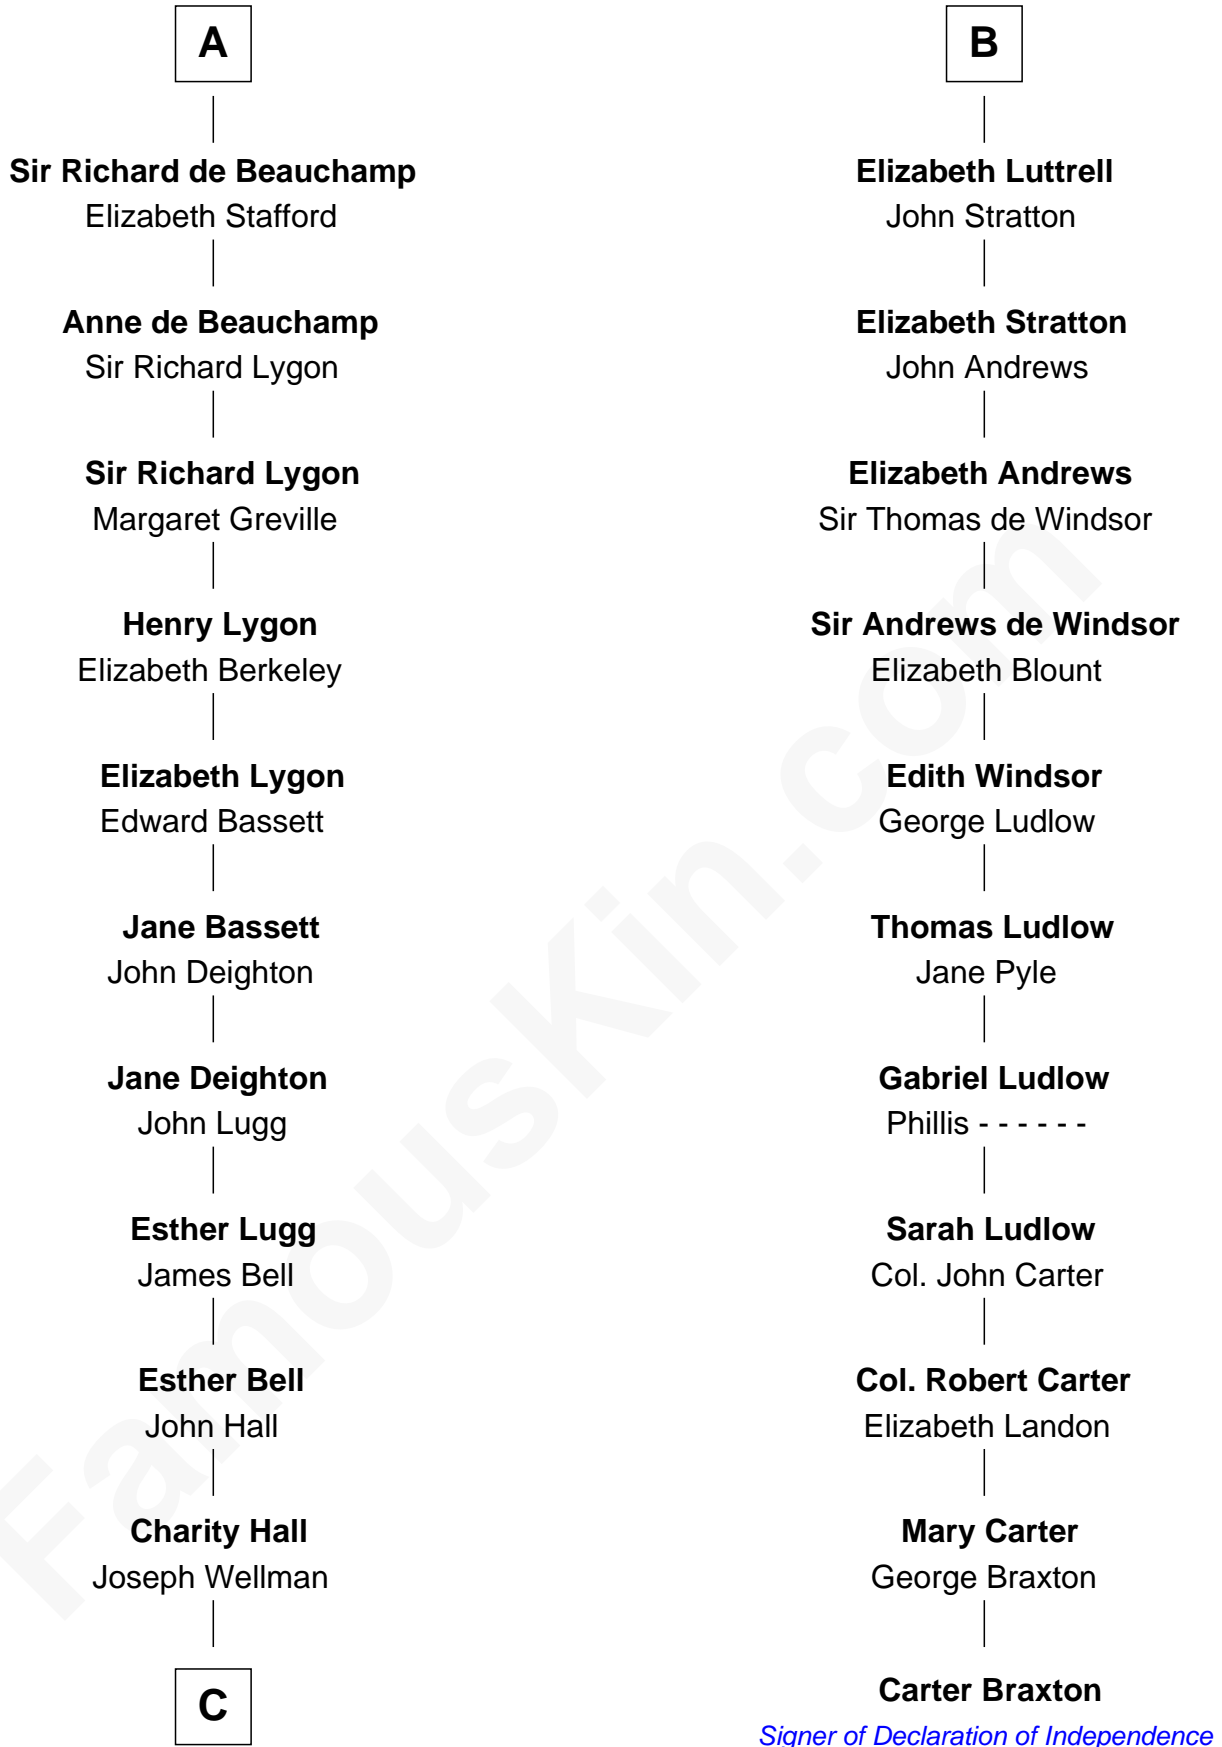 A
Sir Richard de Beauchamp
Elizabeth Stafford
Anne de Beauchamp
Sir Richard Lygon
Sir Richard Lygon
Margaret Greville
Henry Lygon
Elizabeth Berkeley
Elizabeth Lygon
Edward Bassett
Jane Bassett
John Deighton
Jane Deighton
John Lugg
Esther Lugg
James Bell
Esther Bell
John Hall
Charity Hall
Joseph Wellman
C
B
Elizabeth Luttrell
John Stratton
Elizabeth Stratton
John Andrews
Elizabeth Andrews
Sir Thomas de Windsor
Sir Andrews de Windsor
Elizabeth Blount
Edith Windsor
George Ludlow
Thomas Ludlow
Jane Pyle
Gabriel Ludlow
Phillis - - - - - -
Sarah Ludlow
Col. John Carter
Col. Robert Carter
Elizabeth Landon
Mary Carter
George Braxton
Carter Braxton
Signer of Declaration of Independence
FamousKin.com